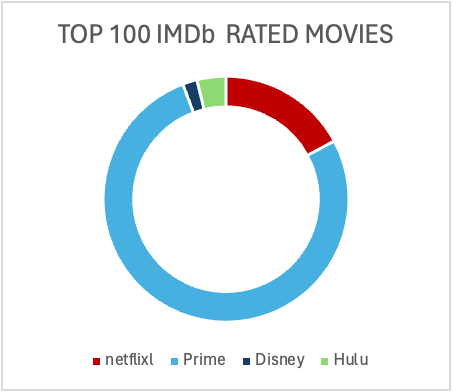 TOP 100 IMDb  RATED MOVIES
netflixl Prime Disney Hulu